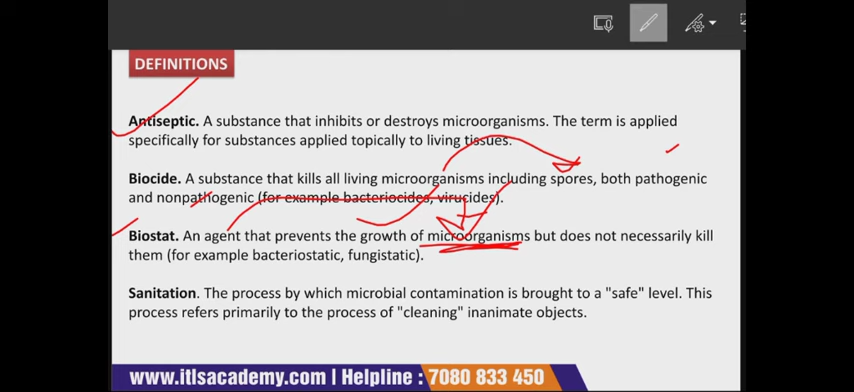 DEFINITIONS
Antiseptic. A substance that inhibits or destroys microorganisms. The term is applied
specifically for substances applied topically to living tissues.
Biocide. A substance that kills all living microorganisms including spores, both pathogenic
and nonpathogenic (for example bacteriocides, virucides).
Biostat. An agent that prevents the growth of microorganisms but does not necessarily kill
them (for example bacteriostatic, fungistatic).
Sanitation. The process by which microbial contamination is brought to a "safe" level. This
process refers primarily to the process of "cleaning" inanimate objects.
www.itlsacademy.com | Helpline : 7080 833 450